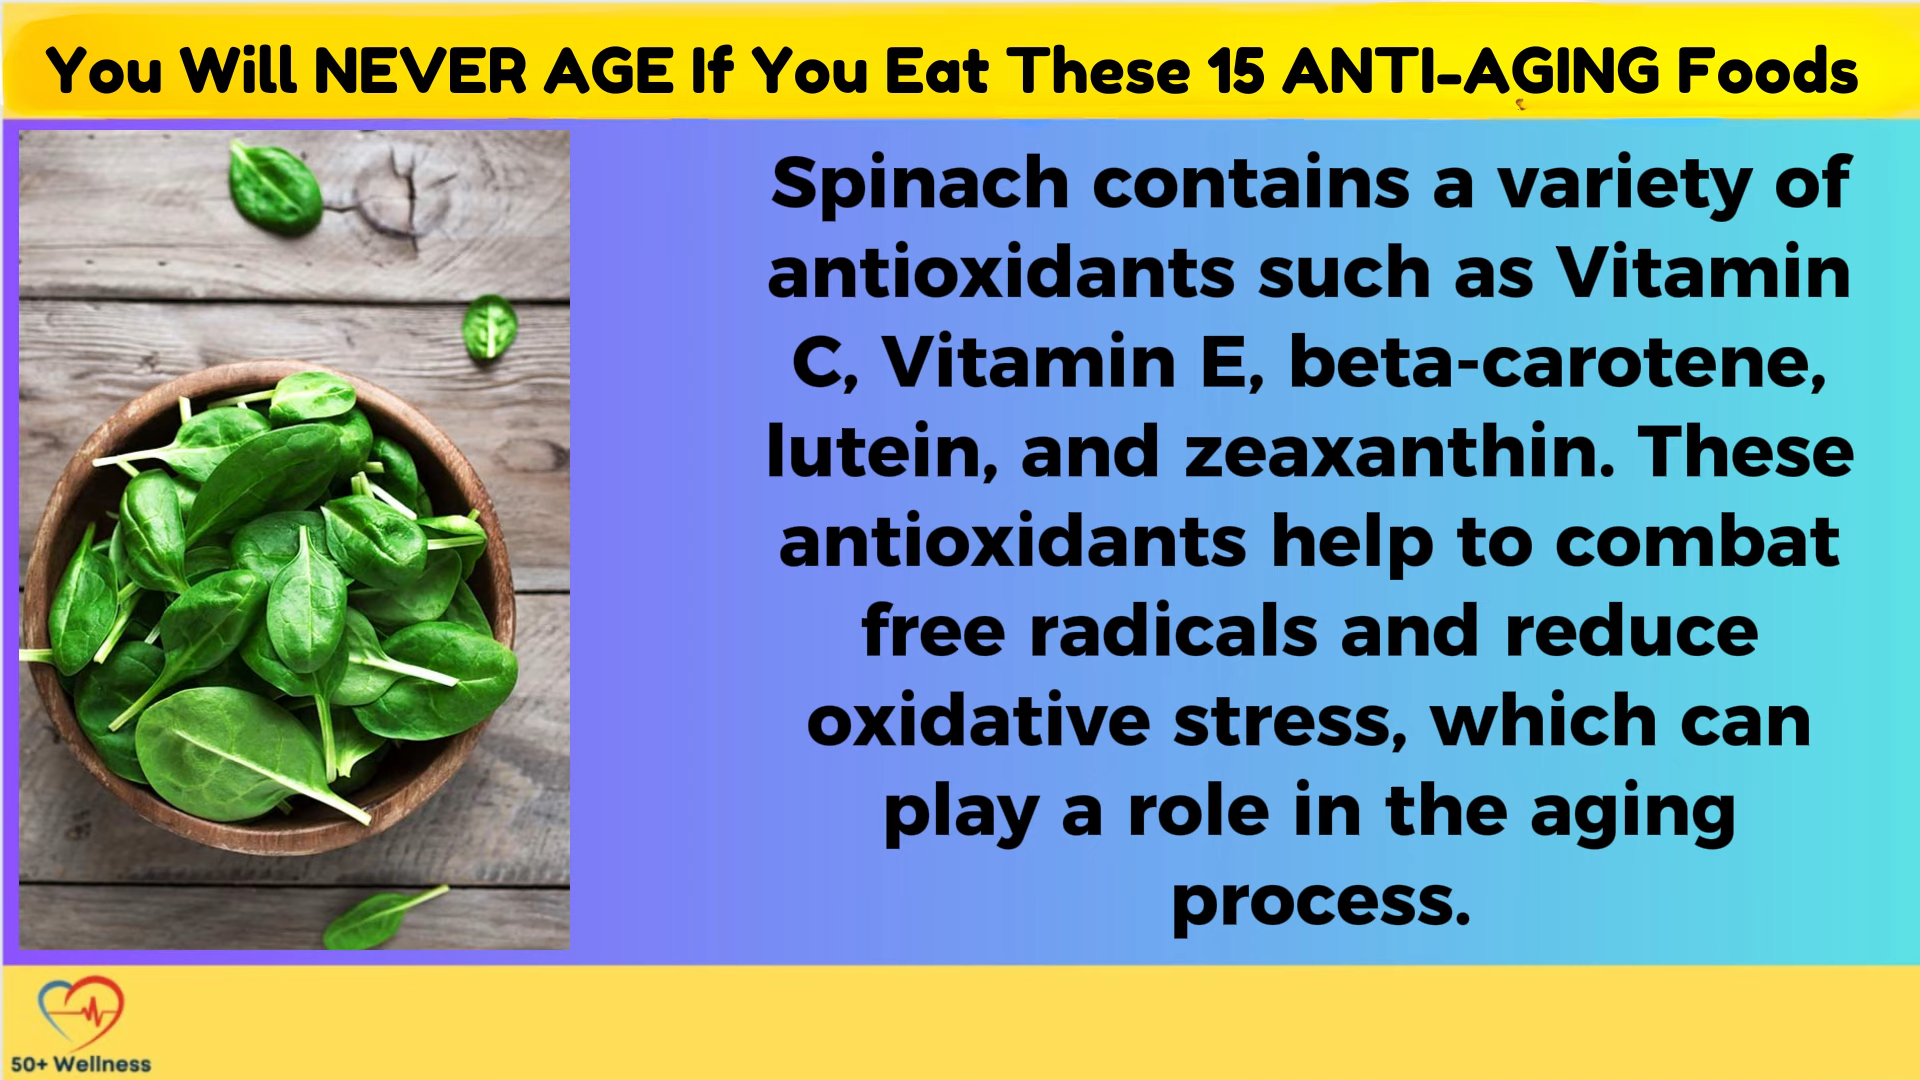 You Will NEVER AGE If You Eat These 15 ANTI-AGING Foods
Spinach contains a variety of
antioxidants such as Vitamin
C, Vitamin E, beta-carotene,
lutein, and zeaxanthin. These
antioxidants help to combat
free radicals and reduce
oxidative stress, which can
play a role in the aging
process.
50+ Wellness